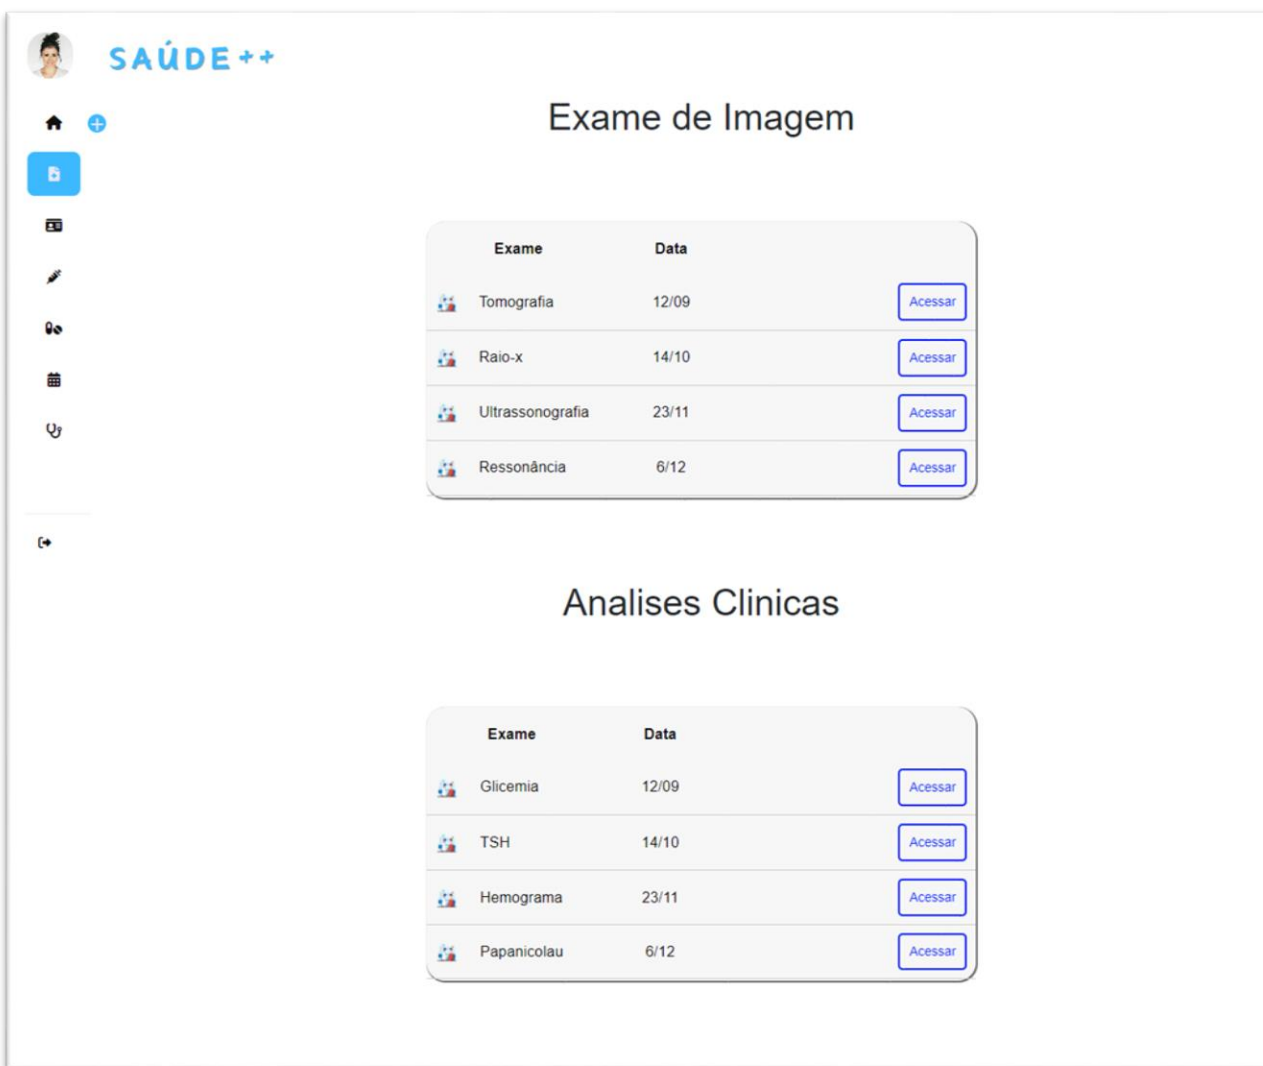 SAÚDE++
Exame de Imagem
Exame Data
Tomografia 12/09 Acessar
Raio-x 14/10 Acessar
Ultrassonografia 23/11 Acessar
Ressonância 6/12 Acessar
Analises Clinicas
Exame Data
Glicemia 12/09 Acessar
TSH 14/10 Acessar
Hemograma 23/11 Acessar
Papanicolau 6/12 Acessar